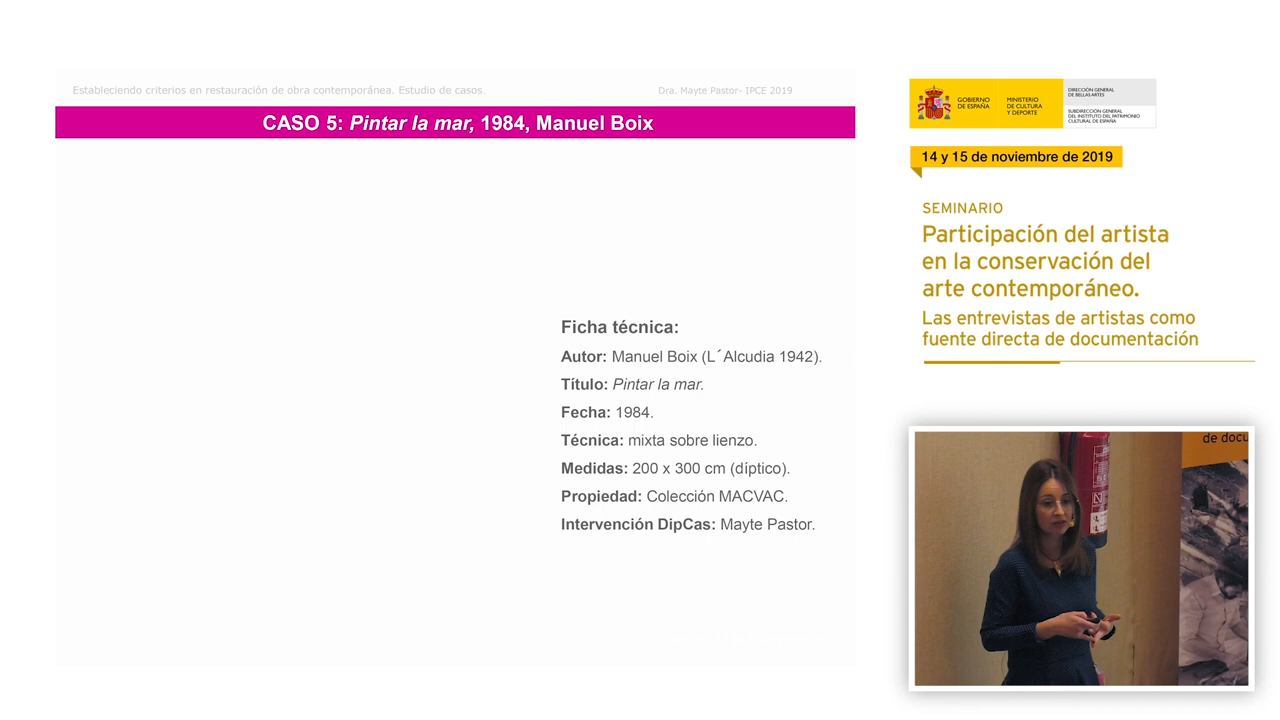 Estableciendo criterios en restauración de obra contemporánea. Estudio de casos.
Dra. Mayte Pastor- IPCE 2019
CASO 5: Pintar la mar, 1984, Manuel Boix
Ficha técnica:
Autor: Manuel Boix (L´Alcudia 1942).
Título: Pintar la mar.
Fecha: 1984.
Técnica: mixta sobre lienzo.
Medidas: 200 x 300 cm (díptico).
Propiedad: Colección MACVAC.
Intervención DipCas: Mayte Pastor.
GOBIERNO
DE ESPAÑA
MINISTERIO
DE CULTURA
Y DEPORTE
DIRECCIÓN GENERAL
DE BELLAS ARTES
SUBDIRECCIÓN GENERAL
DEL INSTITUTO DEL PATRIMONIO
CULTURAL DE ESPAÑA
14 y 15 de noviembre de 2019
SEMINARIO
Participación del artista
en la conservación del
arte contemporáneo.
Las entrevistas de artistas como
fuente directa de documentación
de docu